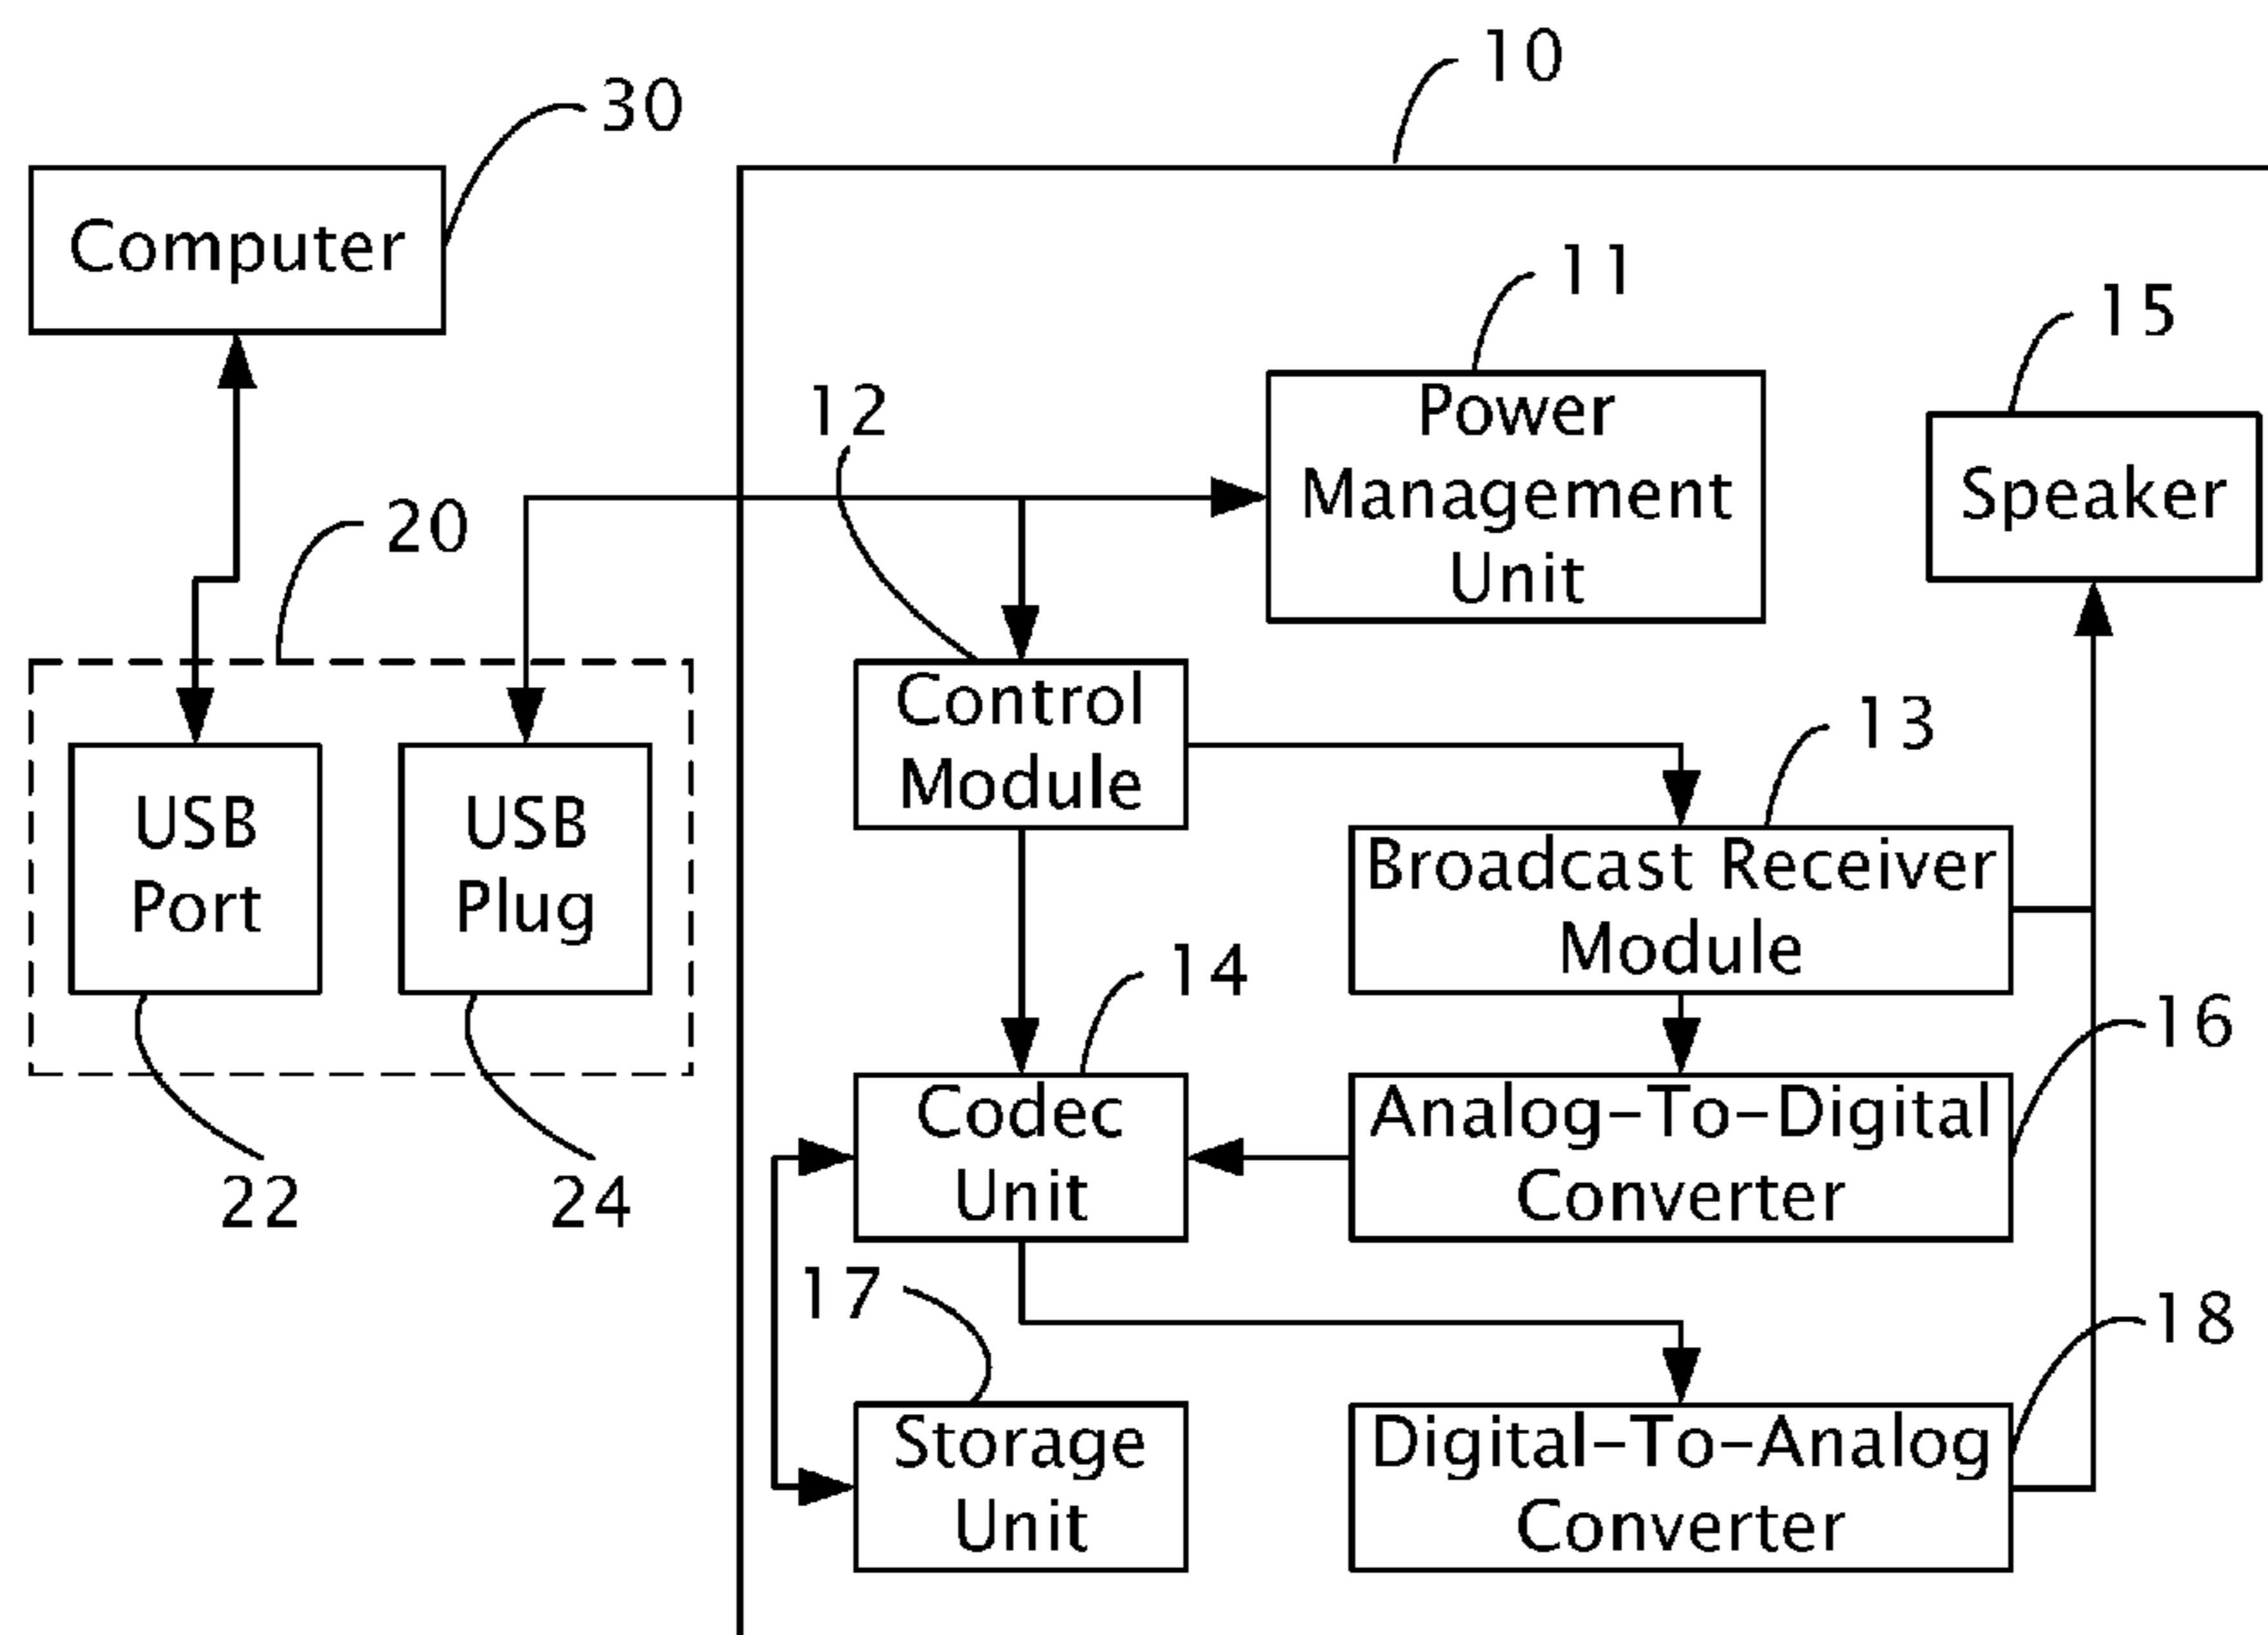 10
30
Computer
11
15
12
Power
Management
Unit
Speaker
20
Control
Module
13
USB
Port
USB
Plug
Broadcast Receiver
Module
14
16
Codec
Unit
Analog-To-Digital
Converter
22
24
17
18
Storage
Unit
Digital-To-Analog
Converter